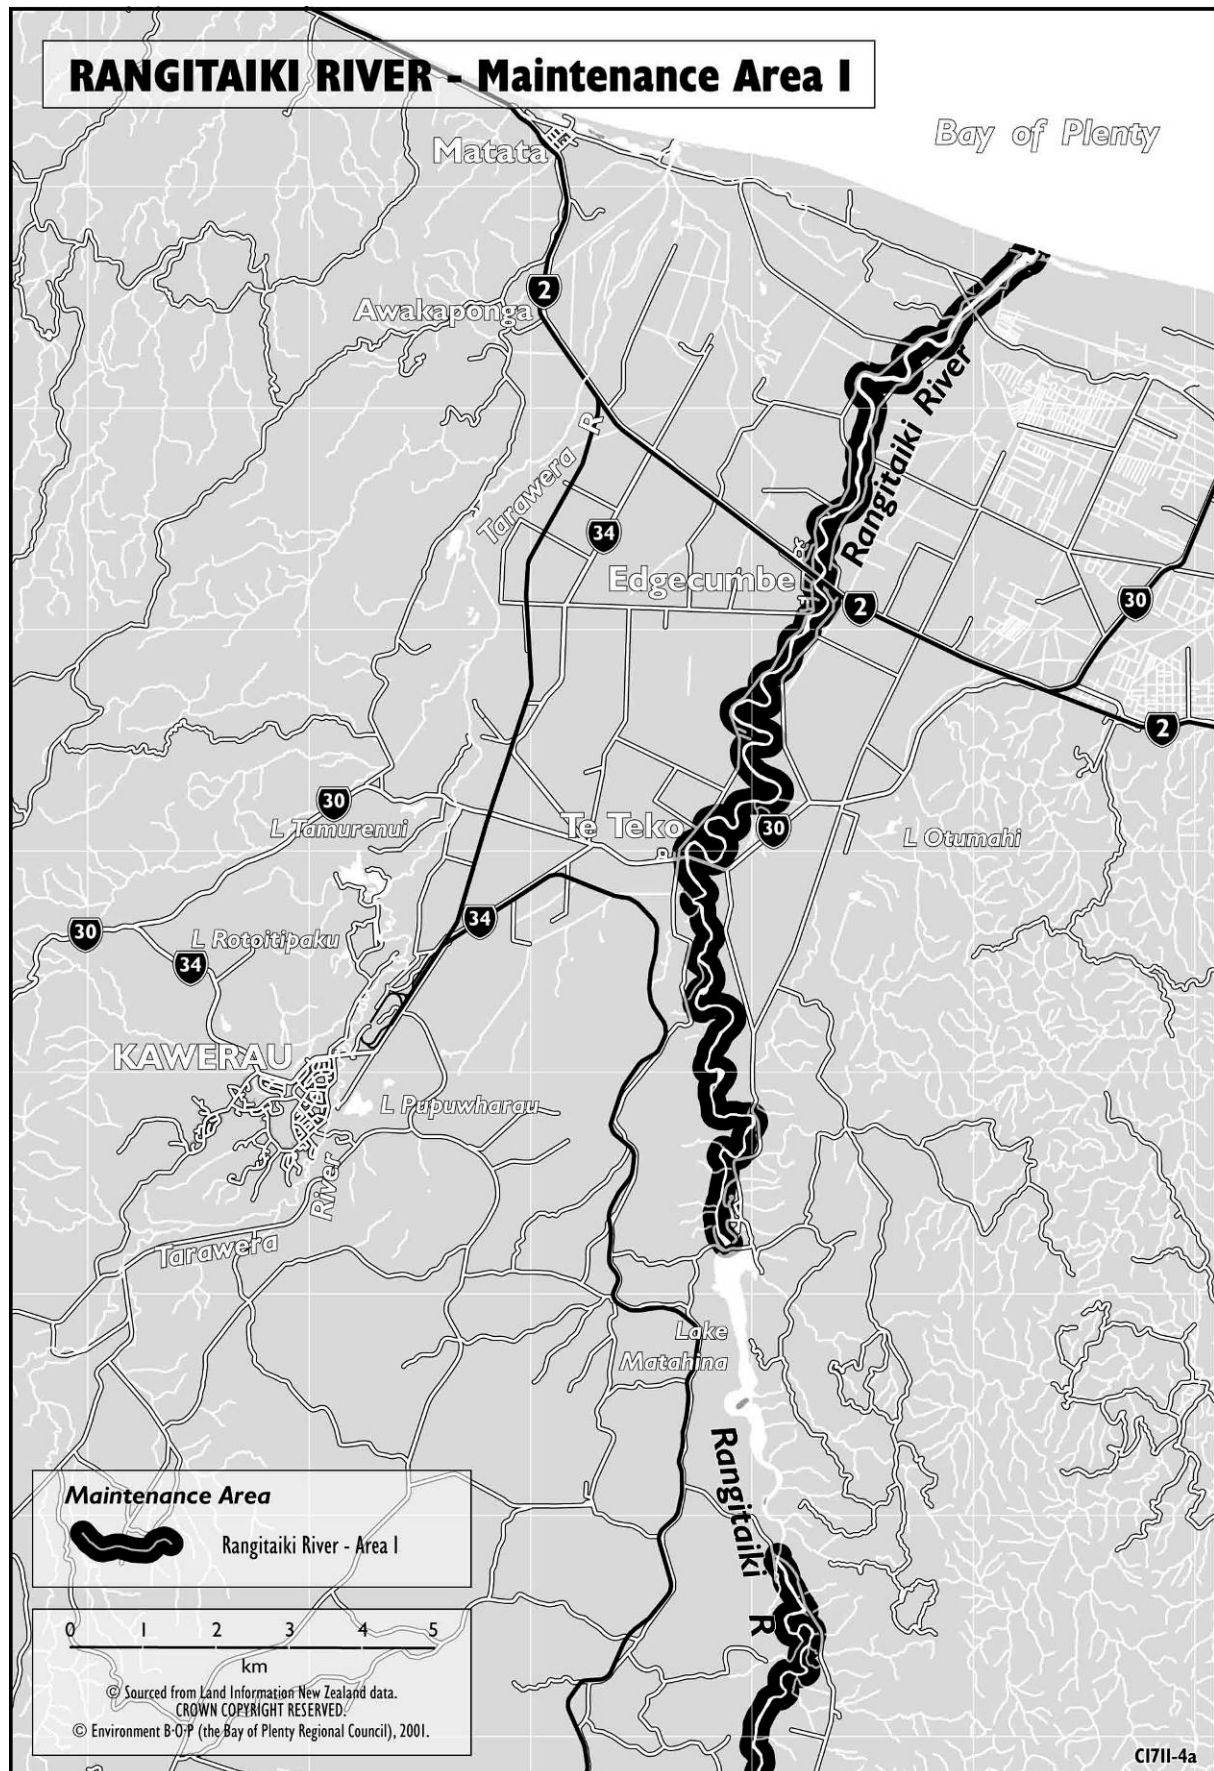 RANGITAIKI RIVER - Maintenance Area I
Bay of Plenty
Matata
2
Awakaponga
Rangitaiki River
Tarawera R
34
Edgecumbe
2
30
2
30
L Tamurenui
Te Teko
30
L Otumahi
34
30
L Rotoitipaku
34
KAWERAU
L Pupuwharau
River
Tarawera
Lake
Matahina
Rangitaiki R
Maintenance Area
Rangitaiki River - Area I
0 1 2 3 4 5
km
© Sourced from Land Information New Zealand data.
CROWN COPYRIGHT RESERVED.
© Environment B·O·P (the Bay of Plenty Regional Council), 2001.
CI7II-4a